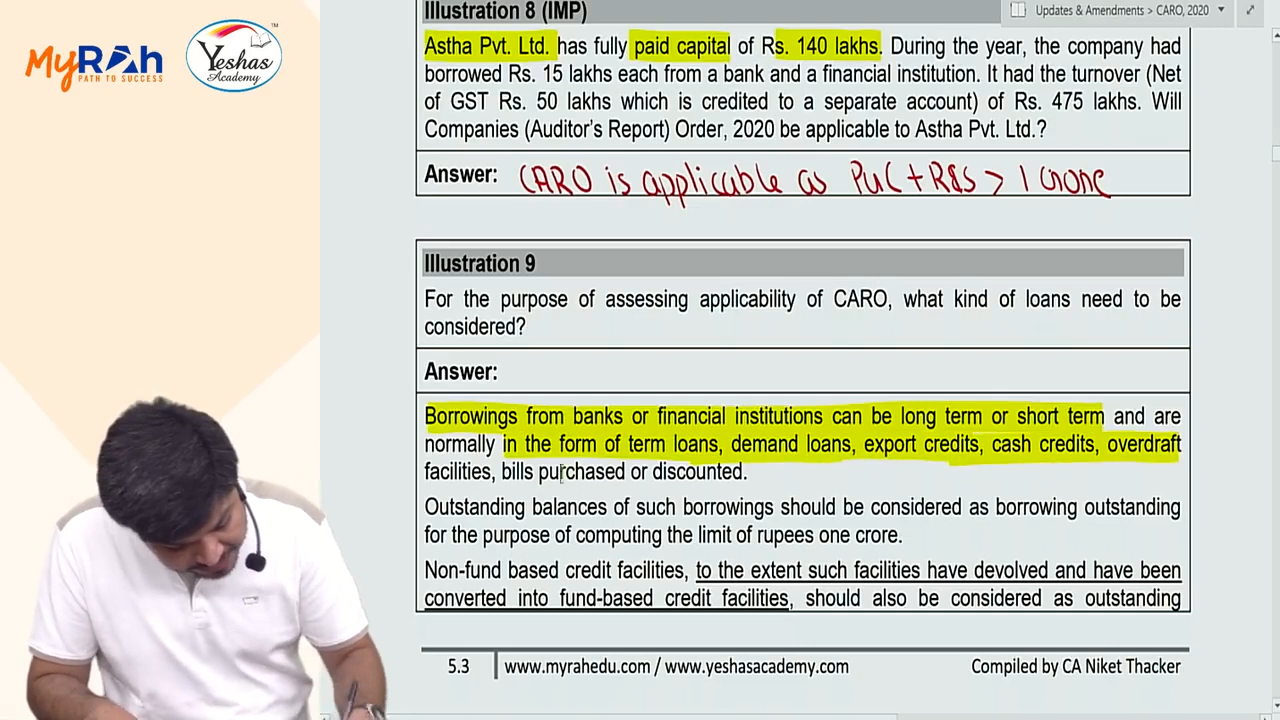 MyRAh
PATH TO SUCCESS
Yeshas
Academy
TM
Updates & Amendments > CARO, 2020
Illustration 8 (IMP)
Astha Pvt. Ltd. has fully paid capital of Rs. 140 lakhs. During the year, the company had
borrowed Rs. 15 lakhs each from a bank and a financial institution. It had the turnover (Net
of GST Rs. 50 lakhs which is credited to a separate account) of Rs. 475 lakhs. Will
Companies (Auditor's Report) Order, 2020 be applicable to Astha Pvt. Ltd.?
Answer: CARO is applicable as PUC + R&S > 1 crore
Illustration 9
For the purpose of assessing applicability of CARO, what kind of loans need to be
considered?
Answer:
Borrowings from banks or financial institutions can be long term or short term and are
normally in the form of term loans, demand loans, export credits, cash credits, overdraft
facilities, bills purchased or discounted.
Outstanding balances of such borrowings should be considered as borrowing outstanding
for the purpose of computing the limit of rupees one crore.
Non-fund based credit facilities, to the extent such facilities have devolved and have been
converted into fund-based credit facilities, should also be considered as outstanding
5.3 www.myrahedu.com / www.yeshasacademy.com Compiled by CA Niket Thacker